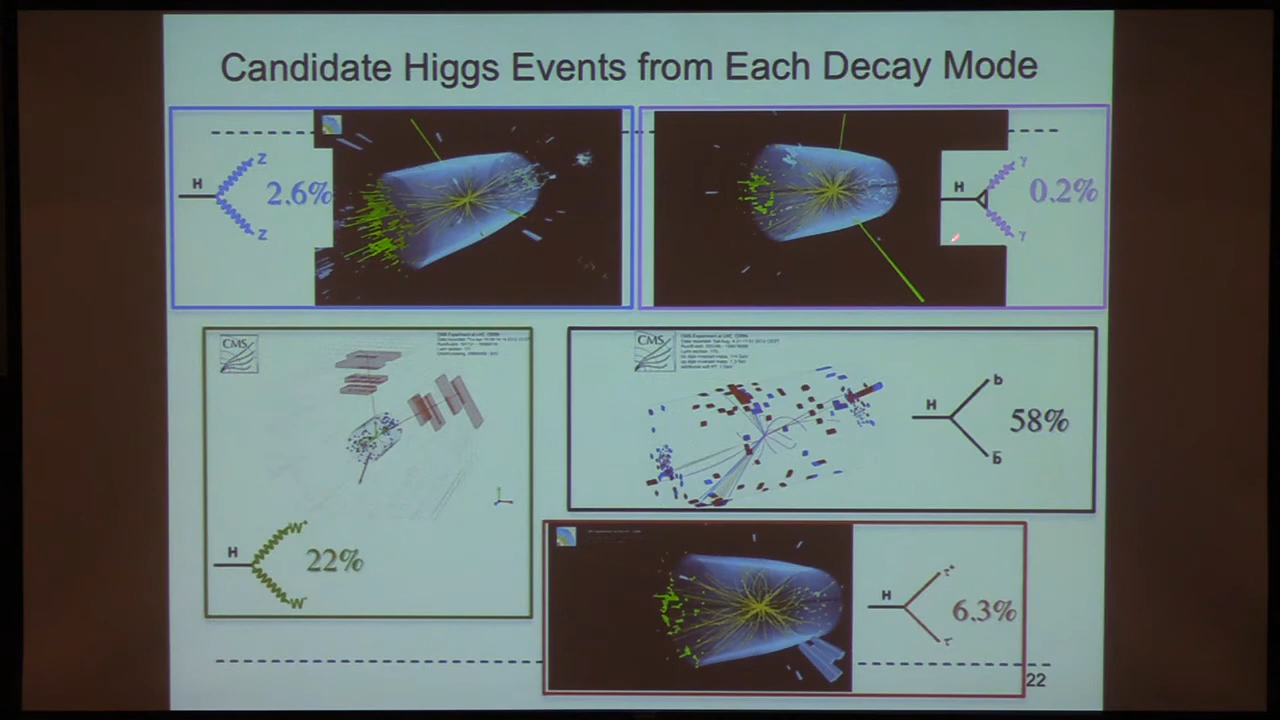 Candidate Higgs Events from Each Decay Mode
H
Z
Z
2.6%
H
γ
γ
0.2%
CMS
H
W⁺
W⁻
22%
CMS
H
b
b̄
58%
H
τ⁺
τ⁻
6.3%
22